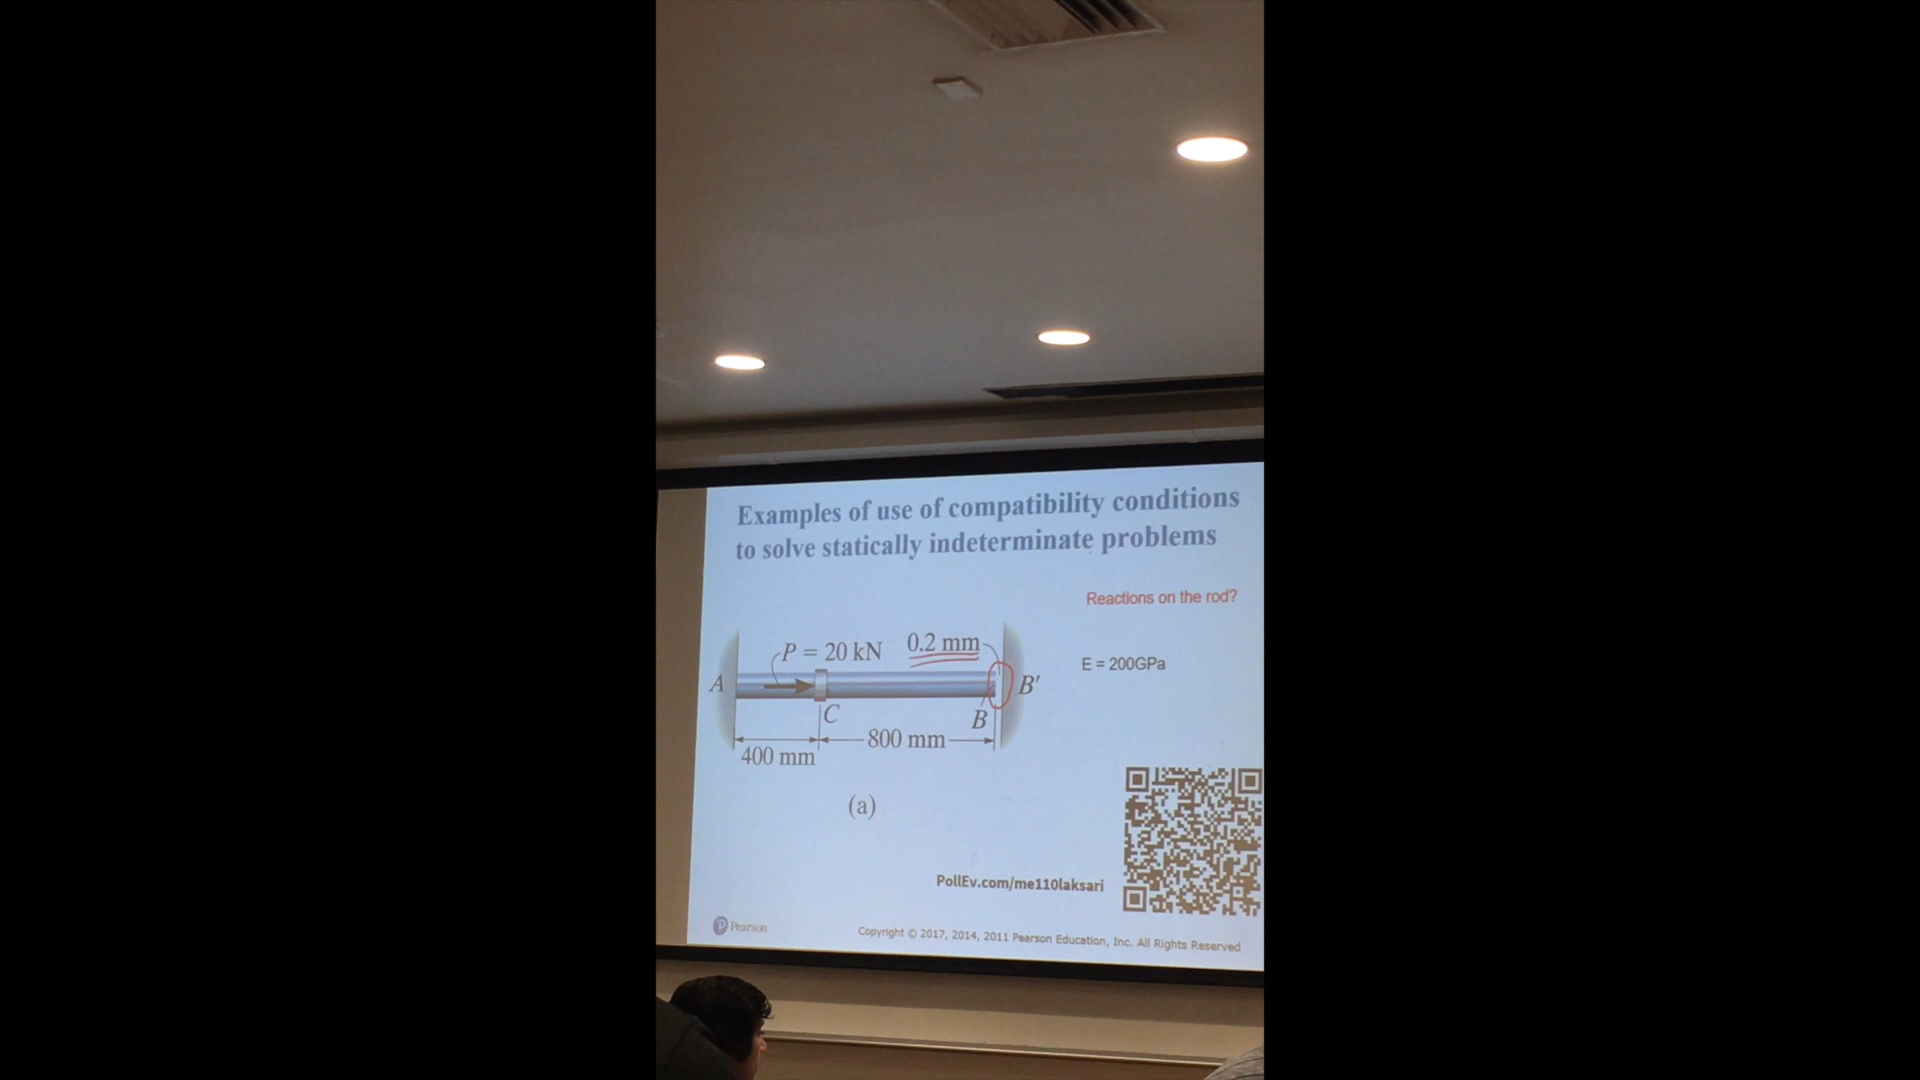 Examples of use of compatibility conditions
to solve statically indeterminate problems
Reactions on the rod?
P = 20 kN
0.2 mm
E = 200GPa
A
B'
C
B
800 mm
400 mm
(a)
PollEv.com/me110laksari
Pearson
Copyright © 2017, 2014, 2011 Pearson Education, Inc. All Rights Reserved